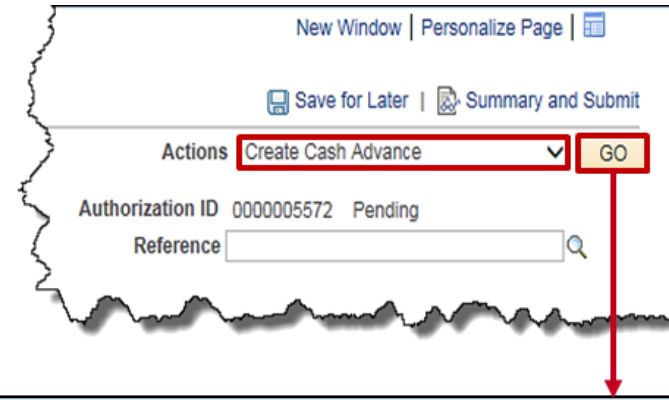 New Window | Personalize Page |
Save for Later | Summary and Submit
Actions Create Cash Advance GO
Authorization ID 0000005572 Pending
Reference